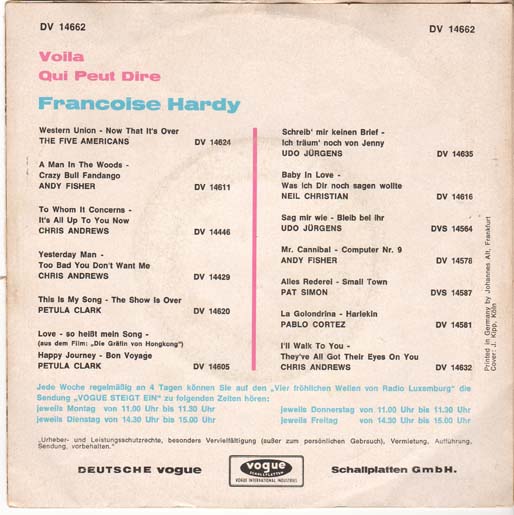 DV 14662
DV 14662
Voila
Qui Peut Dire
Francoise Hardy
Western Union - Now That It's Over
THE FIVE AMERICANS DV 14624
A Man In The Woods -
Crazy Bull Fandango
ANDY FISHER DV 14611
To Whom It Concerns -
It's All Up To You Now
CHRIS ANDREWS DV 14446
Yesterday Man -
Too Bad You Don't Want Me
CHRIS ANDREWS DV 14429
This Is My Song - The Show Is Over
PETULA CLARK DV 14620
Love - so heißt mein Song -
(aus dem Film: „Die Gräfin von Hongkong")
Happy Journey - Bon Voyage
PETULA CLARK DV 14605
Schreib' mir keinen Brief -
Ich träum' noch von Jenny
UDO JÜRGENS DV 14635
Baby in Love -
Was ich Dir noch sagen wollte
NEIL CHRISTIAN DV 14616
Sag mir wie - Bleib bei ihr
UDO JÜRGENS DVS 14564
Mr. Cannibal - Computer Nr. 9
ANDY FISHER DV 14578
Alles Rederei - Small Town
PAT SIMON DVS 14587
La Golondrina - Harlekin
PABLO CORTEZ DV 14581
I'll Walk To You -
They've All Got Their Eyes On You
CHRIS ANDREWS DV 14632
Printed in Germany by Johannes Alt, Frankfurt
Cover: J. Kipp, Köln
Jede Woche regelmäßig an 4 Tagen können Sie auf den „Vier fröhlichen Wellen von Radio Luxemburg" die
Sendung „VOGUE STEIGT EIN" zu folgenden Zeiten hören:
jeweils Montag von 11.00 Uhr bis 11.30 Uhr
jeweils Dienstag von 14.30 Uhr bis 15.00 Uhr
jeweils Donnerstag von 11.00 Uhr bis 11.30 Uhr
jeweils Freitag von 14.30 Uhr bis 15.00 Uhr
„Urheber- und Leistungsschutzrechte, besonders Vervielfältigung (außer zum persönlichen Gebrauch), Vermietung, Aufführung,
Sendung, vorbehalten."
DEUTSCHE vogue
vogue
SCHALLPLATTEN
VOGUE INTERNATIONAL INDUSTRIES
Schallplatten GmbH.